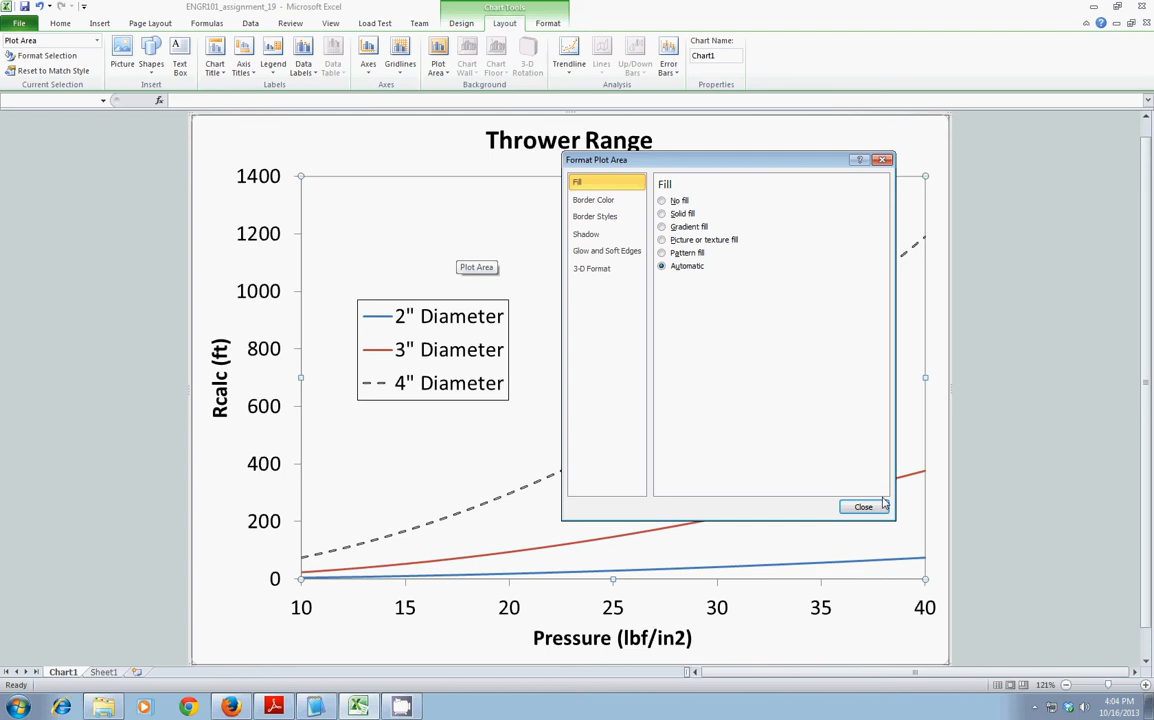 ENGR101_assignment_19 - Microsoft Excel
Chart Tools
File Home Insert Page Layout Formulas Data Review View Load Test Team Design Layout Format
Plot Area
Format Selection
Reset to Match Style
Current Selection
Picture Shapes Text Box
Insert
Chart Title Axis Titles Legend Data Labels Data Table
Labels
Axes Gridlines
Axes
Plot Area Chart Wall Chart Floor 3-D Rotation
Background
Trendline Lines Up/Down Bars Error Bars
Analysis
Chart Name:
Chart1
Properties
fx
Thrower Range
Format Plot Area
Fill
Border Color
Border Styles
Shadow
Glow and Soft Edges
3-D Format
Fill
No fill
Solid fill
Gradient fill
Picture or texture fill
Pattern fill
Automatic
Close
Plot Area
1400
1200
1000
800
600
400
200
0
Rcalc (ft)
2" Diameter
3" Diameter
4" Diameter
10 15 20 25 30 35 40
Pressure (lbf/in2)
Chart1 Sheet1
Ready
121%
4:04 PM
10/16/2013